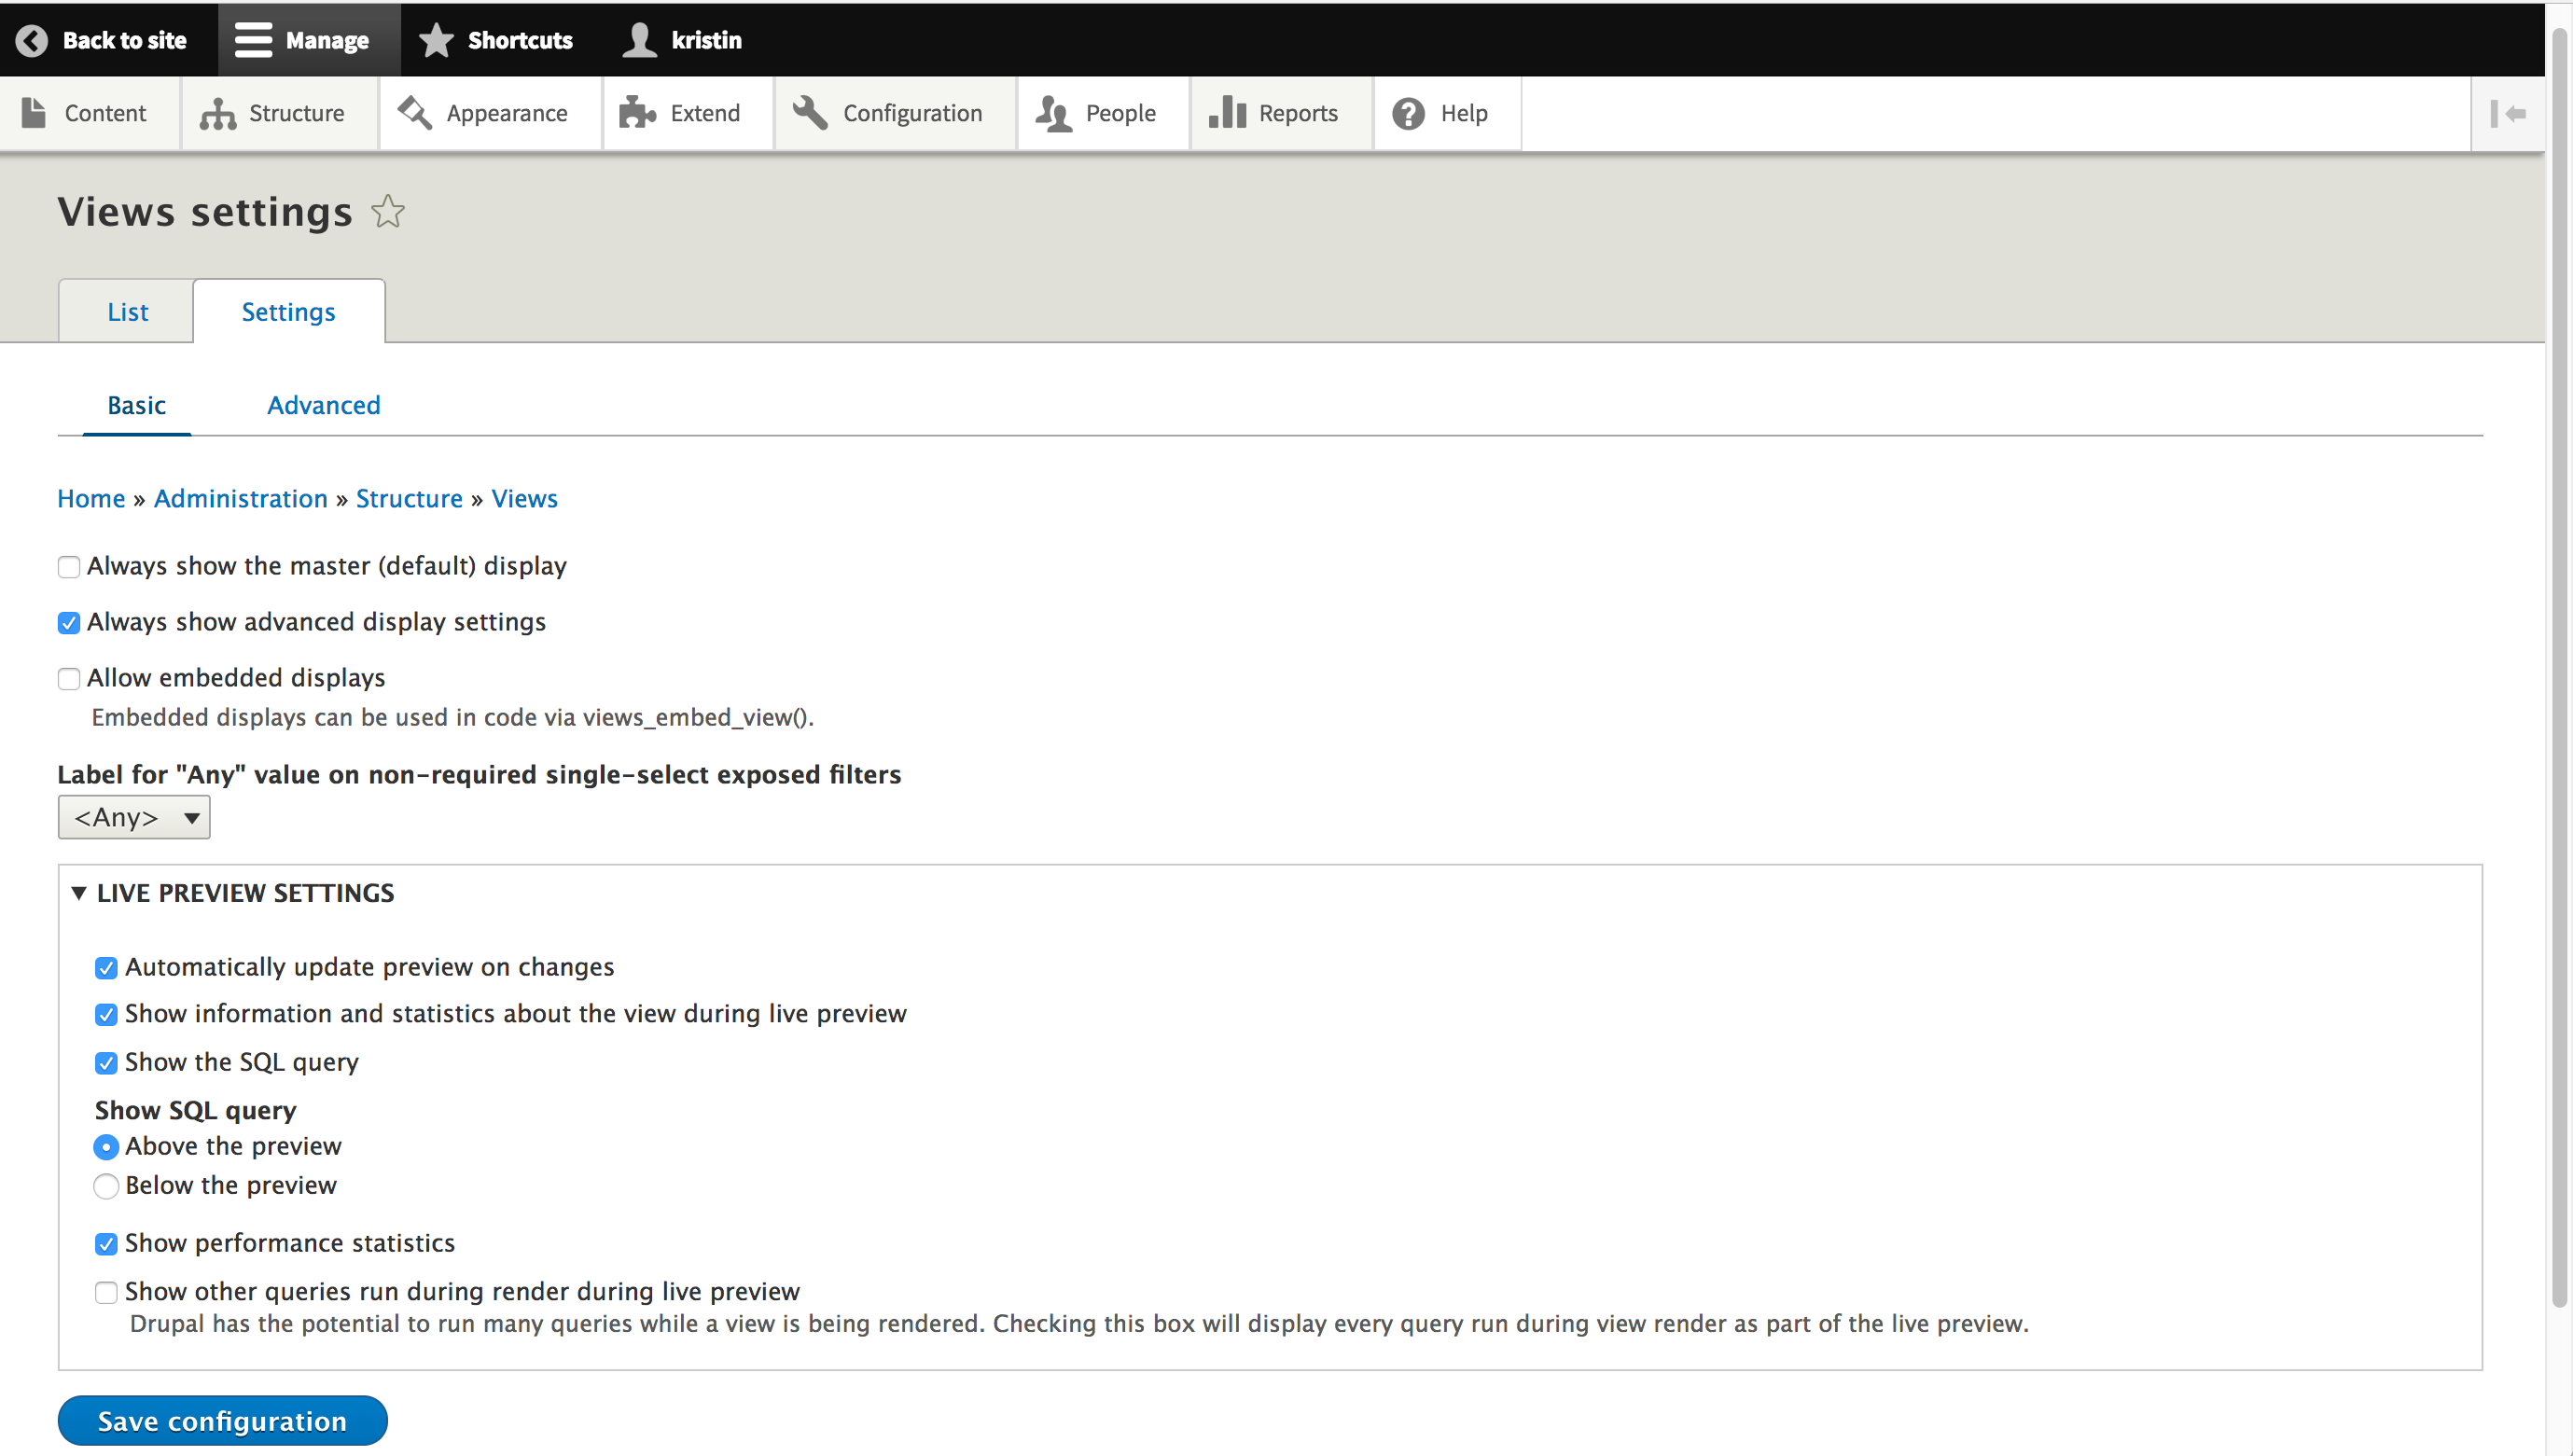 Back to site Manage Shortcuts kristin
Content Structure Appearance Extend Configuration People Reports Help
Views settings
List Settings
Basic Advanced
Home » Administration » Structure » Views
Always show the master (default) display
Always show advanced display settings
Allow embedded displays
Embedded displays can be used in code via views_embed_view().
Label for "Any" value on non-required single-select exposed filters
<Any>
LIVE PREVIEW SETTINGS
Automatically update preview on changes
Show information and statistics about the view during live preview
Show the SQL query
Show SQL query
Above the preview
Below the preview
Show performance statistics
Show other queries run during render during live preview
Drupal has the potential to run many queries while a view is being rendered. Checking this box will display every query run during view render as part of the live preview.
Save configuration